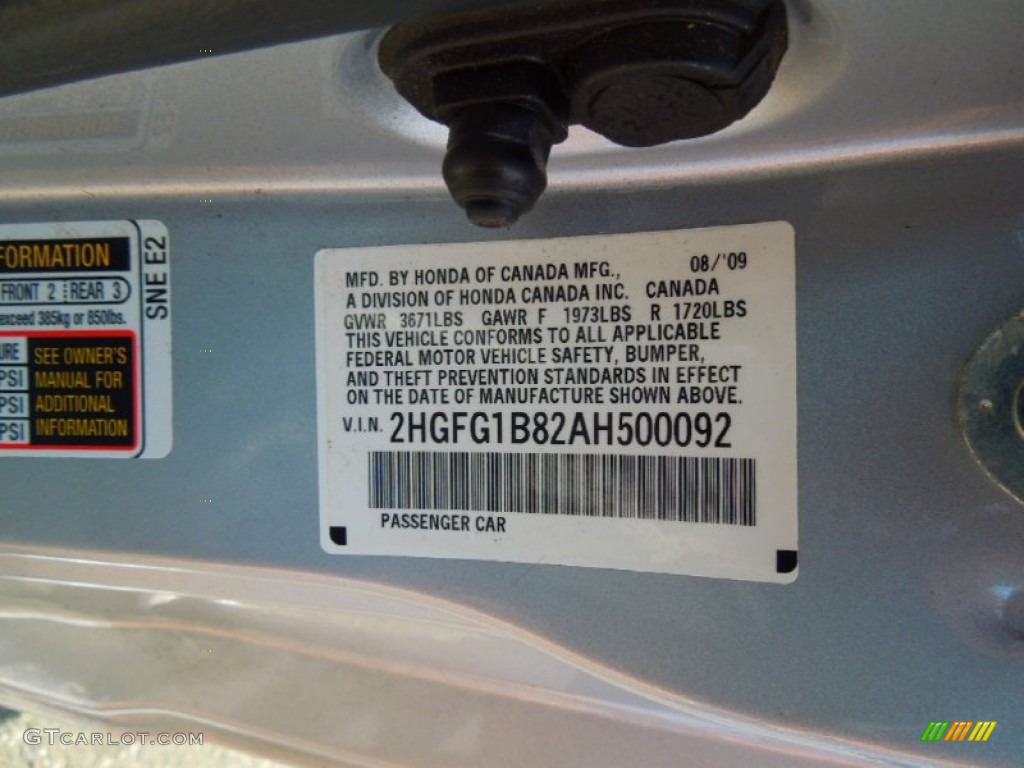 FORMATION
FRONT 2 REAR 3
exceed 385kg or 850lbs.
URE
PSI
PSI
PSI
SEE OWNER'S
MANUAL FOR
ADDITIONAL
INFORMATION
SNE E2
MFD. BY HONDA OF CANADA MFG., 08/'09
A DIVISION OF HONDA CANADA INC. CANADA
GVWR 3671LBS GAWR F 1973LBS R 1720LBS
THIS VEHICLE CONFORMS TO ALL APPLICABLE
FEDERAL MOTOR VEHICLE SAFETY, BUMPER,
AND THEFT PREVENTION STANDARDS IN EFFECT
ON THE DATE OF MANUFACTURE SHOWN ABOVE.
V.I.N. 2HGFG1B82AH500092
PASSENGER CAR
GTCARLOT.COM